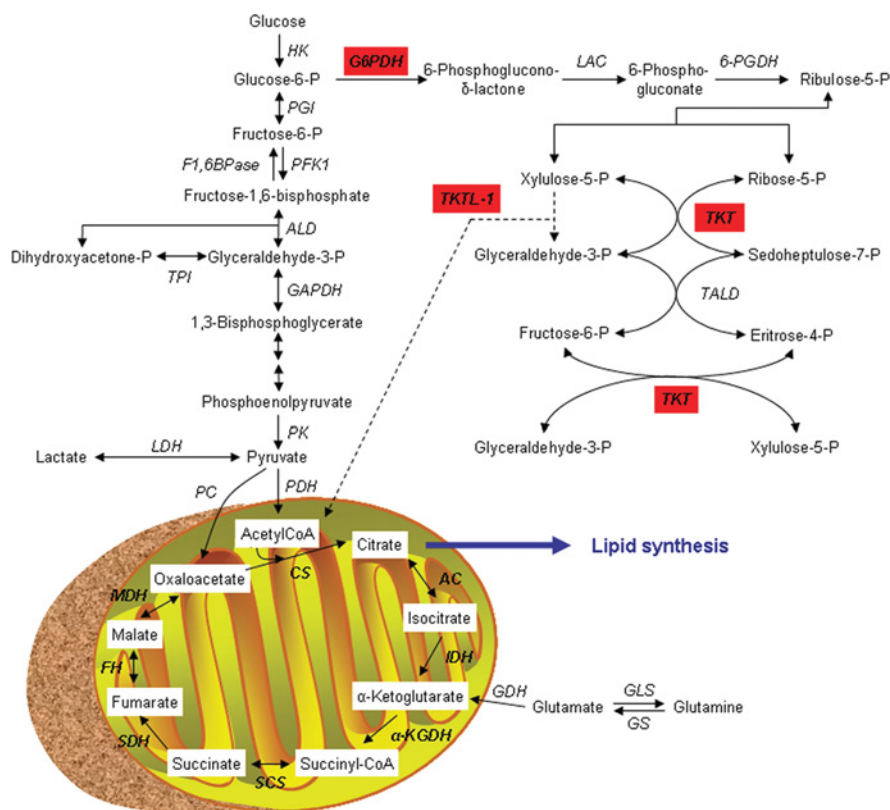 Glucose
HK
Glucose-6-P
G6PDH
6-Phosphoglucono-
δ-lactone
LAC
6-Phospho-
gluconate
6-PGDH
Ribulose-5-P
PGI
Fructose-6-P
F1,6BPase
PFK1
Fructose-1,6-bisphosphate
ALD
Dihydroxyacetone-P
TPI
Glyceraldehyde-3-P
GAPDH
1,3-Bisphosphoglycerate
Phosphoenolpyruvate
PK
Lactate
LDH
Pyruvate
PC
PDH
Xylulose-5-P
Ribose-5-P
TKTL-1
TKT
Glyceraldehyde-3-P
Sedoheptulose-7-P
TALD
Fructose-6-P
Eritrose-4-P
TKT
Glyceraldehyde-3-P
Xylulose-5-P
AcetylCoA
Citrate
Lipid synthesis
Oxaloacetate
CS
AC
MDH
Isocitrate
Malate
IDH
FH
α-Ketoglutarate
GDH
Glutamate
GLS
GS
Glutamine
Fumarate
α-KGDH
SDH
Succinate
SCS
Succinyl-CoA